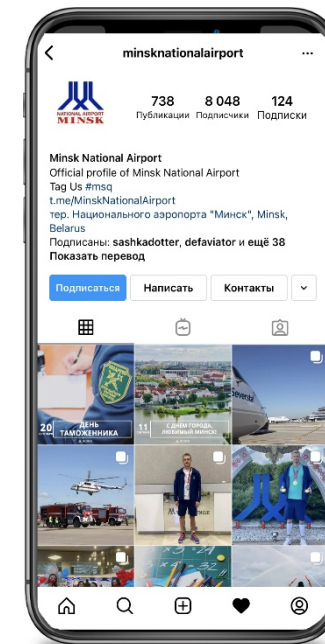 minsknationalairport
NATIONAL AIRPORT
MINSK
738 8 048 124
Публикации Подписчики Подписки
Minsk National Airport
Official profile of Minsk National Airport
Tag Us #msq
t.me/MinskNationalAirport
тер. Национального аэропорта "Минск", Minsk,
Belarus
Подписаны: sashkadotter, defaviator и ещё 38
Показать перевод
Подписаться Написать Контакты
20 ДЕНЬ
ТАМОЖЕННИКА
11 С ДНЕМ ГОРОДА,
ЛЮБИМЫЙ МИНСК!